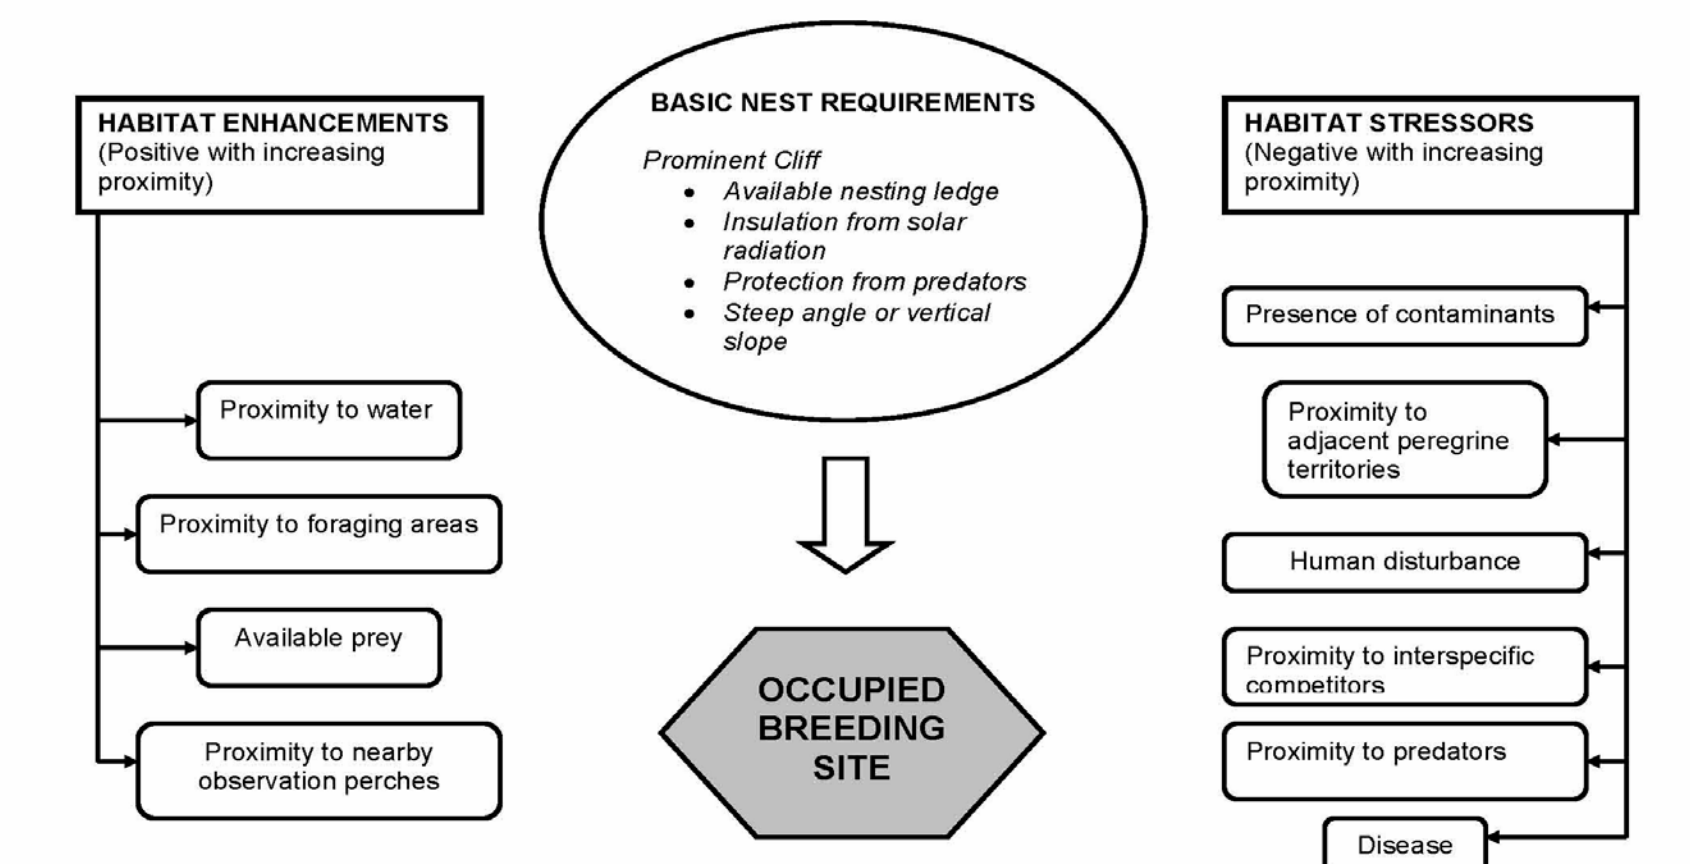 HABITAT ENHANCEMENTS
(Positive with increasing
proximity)
Proximity to water
Proximity to foraging areas
Available prey
Proximity to nearby
observation perches
BASIC NEST REQUIREMENTS
Prominent Cliff
• Available nesting ledge
• Insulation from solar
radiation
• Protection from predators
• Steep angle or vertical
slope
OCCUPIED
BREEDING
SITE
HABITAT STRESSORS
(Negative with increasing
proximity)
Presence of contaminants
Proximity to
adjacent peregrine
territories
Human disturbance
Proximity to interspecific
competitors
Proximity to predators
Disease